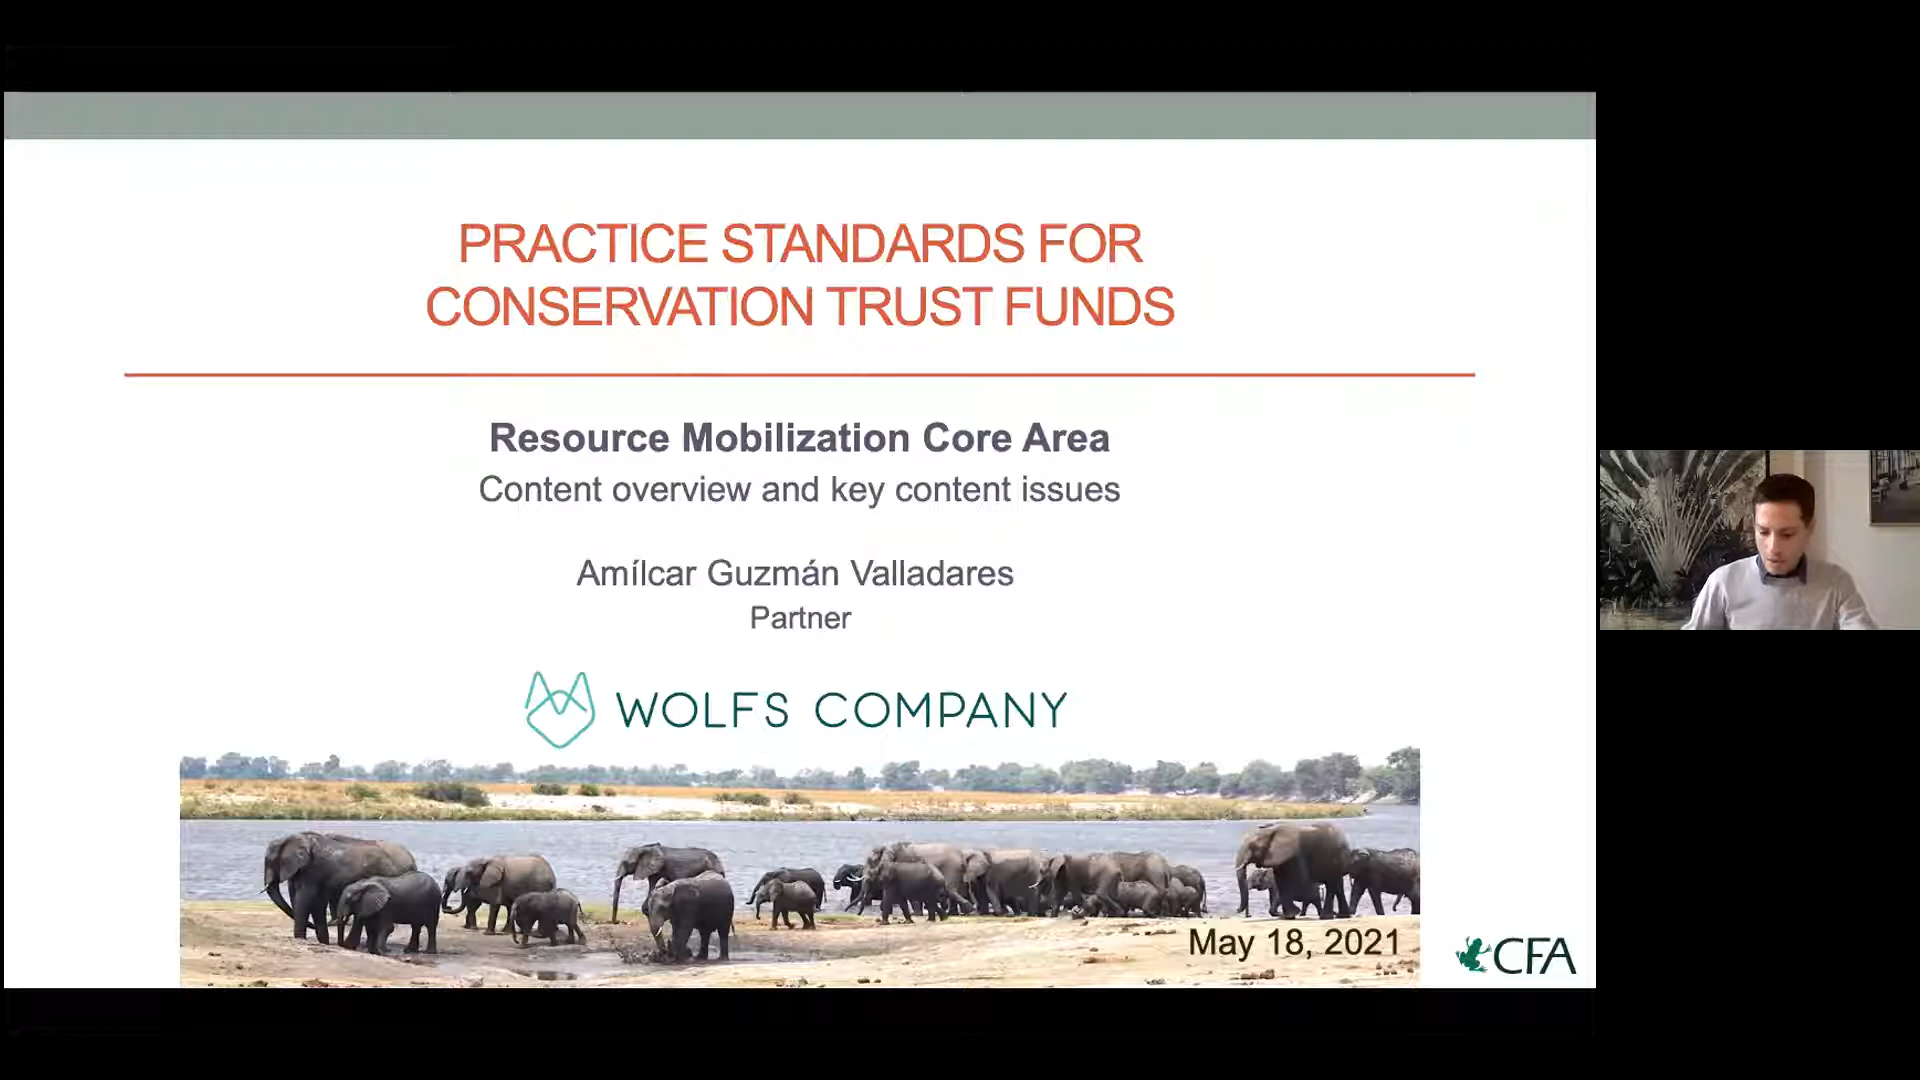 PRACTICE STANDARDS FOR
CONSERVATION TRUST FUNDS
Resource Mobilization Core Area
Content overview and key content issues
Amílcar Guzmán Valladares
Partner
WOLFS COMPANY
May 18, 2021
CFA